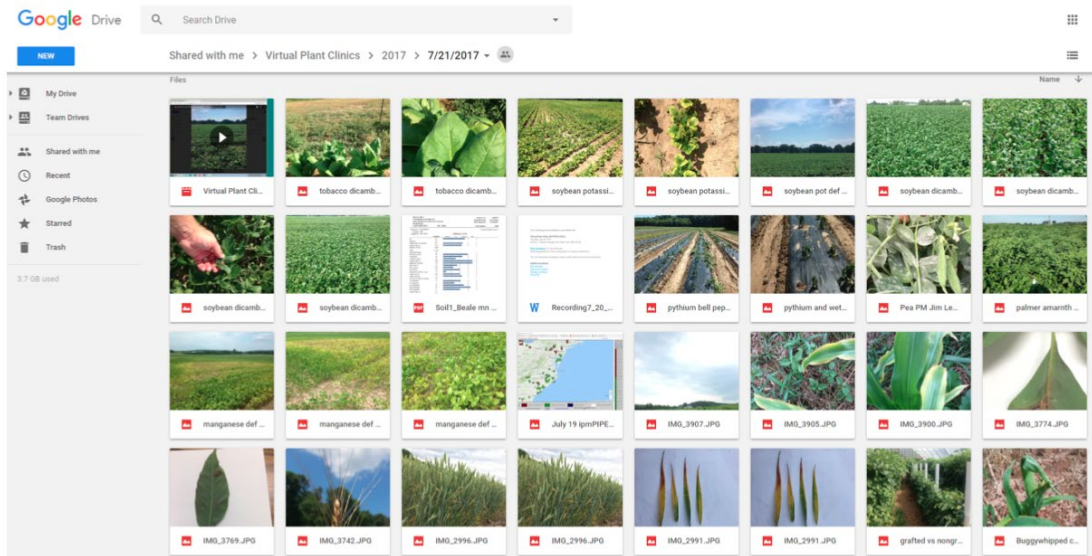 Google Drive
Search Drive
NEW
Shared with me > Virtual Plant Clinics > 2017 > 7/21/2017
Files
Name
My Drive
Team Drives
Shared with me
Recent
Google Photos
Starred
Trash
3.7 GB used
Virtual Plant Cli...
tobacco dicamb...
tobacco dicamb...
soybean potassi...
soybean potassi...
soybean pot def ...
soybean dicamb...
soybean dicamb...
soybean dicamb...
soybean dicamb...
PDF
Soil1_Beale mn ...
W
Recording7_20_...
pythium bell pep...
pythium and wet...
Pea PM Jim Le...
palmer amarnth ...
manganese def ...
manganese def ...
manganese def ...
July 19 ipmPIPE...
IMG_3907.JPG
IMG_3905.JPG
IMG_3900.JPG
IMG_3774.JPG
IMG_3769.JPG
IMG_3742.JPG
IMG_2996.JPG
IMG_2996.JPG
IMG_2991.JPG
IMG_2991.JPG
grafted vs nongr...
Buggywhipped c...